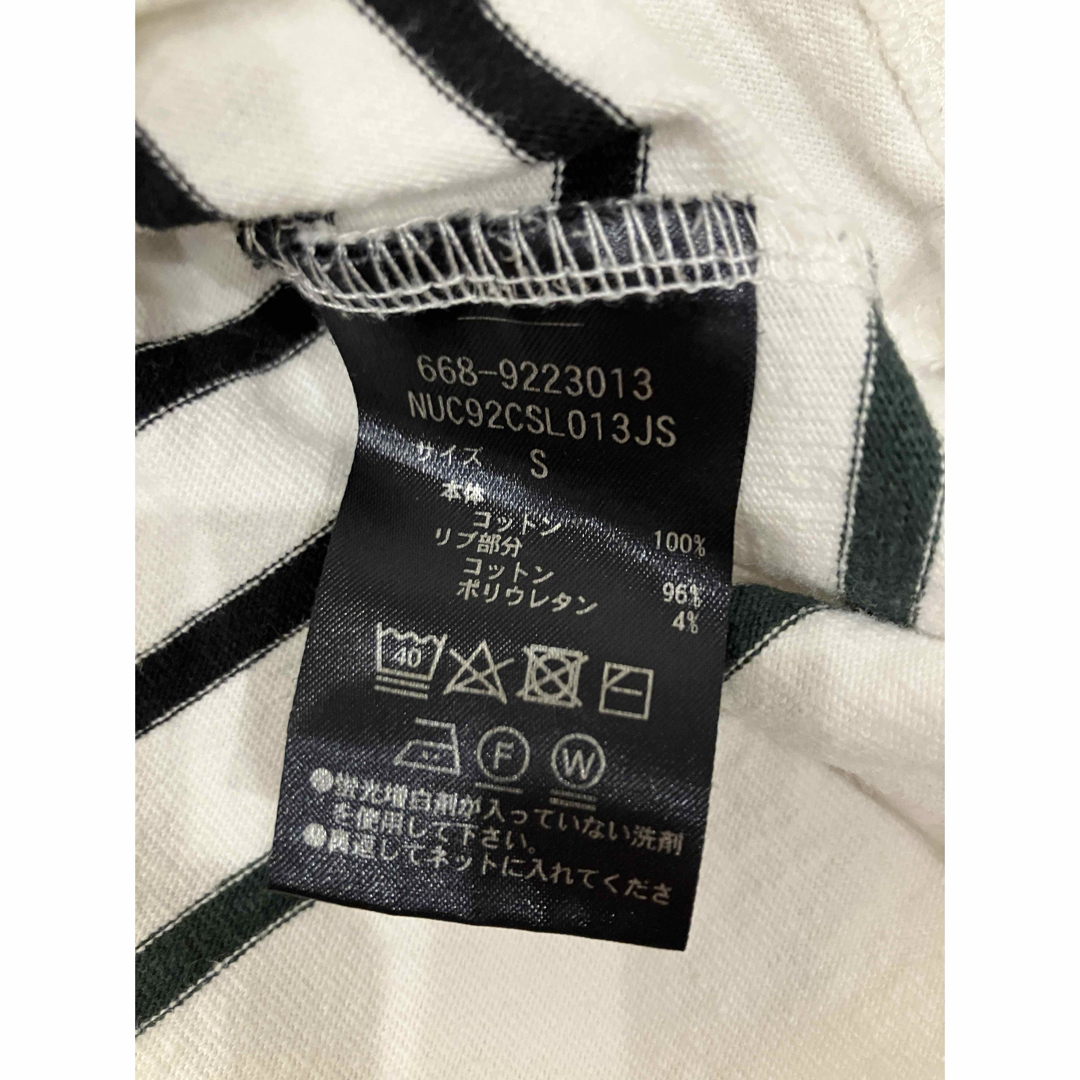 668-9223013
NUC92CSL013JS
サイズ S
本体
コットン 100%
リブ部分
コットン 96%
ポリウレタン 4%
40
F W
●蛍光増白剤が入っていない洗剤
を使用して下さい。
●裏返してネットに入れてくださ